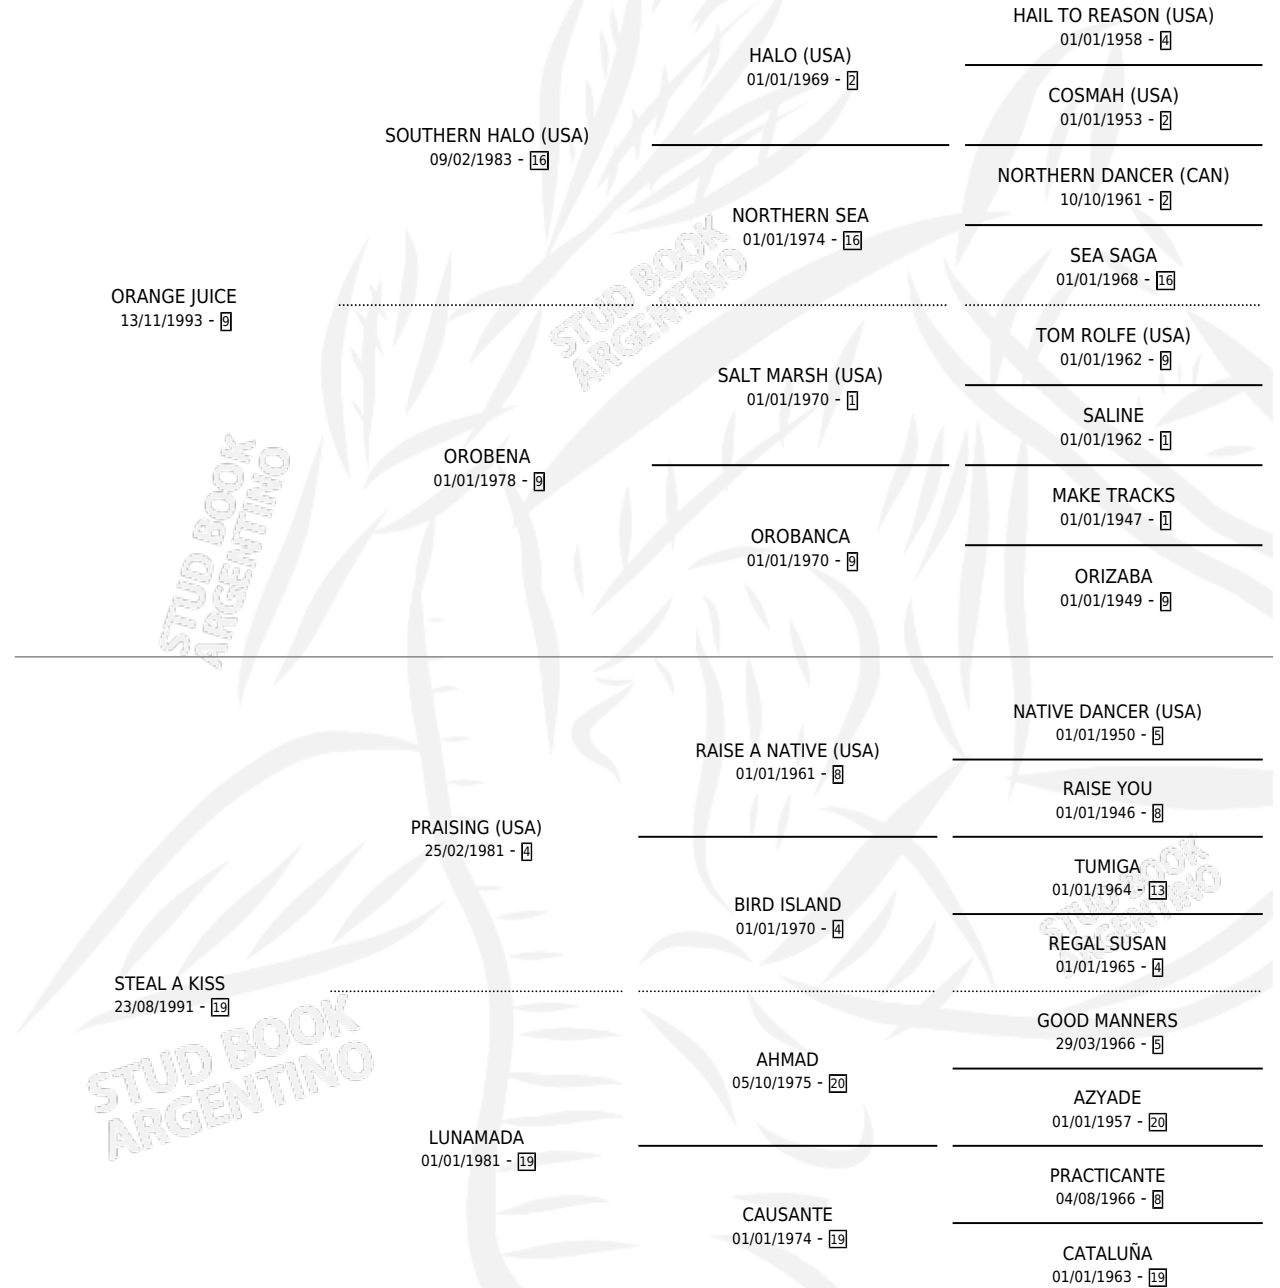 HAIL TO REASON (USA)
01/01/1958 - 4
HALO (USA)
01/01/1969 - 2
COSMAH (USA)
01/01/1953 - 2
SOUTHERN HALO (USA)
09/02/1983 - 16
NORTHERN DANCER (CAN)
10/10/1961 - 2
NORTHERN SEA
01/01/1974 - 16
SEA SAGA
01/01/1968 - 16
ORANGE JUICE
13/11/1993 - 9
STUD BOOK
ARGENTINO
TOM ROLFE (USA)
01/01/1962 - 9
SALT MARSH (USA)
01/01/1970 - 1
SALINE
01/01/1962 - 1
OROBENA
01/01/1978 - 9
MAKE TRACKS
01/01/1947 - 1
OROBANCA
01/01/1970 - 9
ORIZABA
01/01/1949 - 9
STUD BOOK
ARGENTINO
NATIVE DANCER (USA)
01/01/1950 - 5
RAISE A NATIVE (USA)
01/01/1961 - 8
RAISE YOU
01/01/1946 - 8
PRAISING (USA)
25/02/1981 - 4
TUMIGA
01/01/1964 - 13
BIRD ISLAND
01/01/1970 - 4
STUD BOOK
ARGENTINO
REGAL SUSAN
01/01/1965 - 4
STEAL A KISS
23/08/1991 - 19
GOOD MANNERS
29/03/1966 - 5
AHMAD
05/10/1975 - 20
STUD BOOK
ARGENTINO
AZYADE
01/01/1957 - 20
LUNAMADA
01/01/1981 - 19
PRACTICANTE
04/08/1966 - 8
CAUSANTE
01/01/1974 - 19
CATALUÑA
01/01/1963 - 19